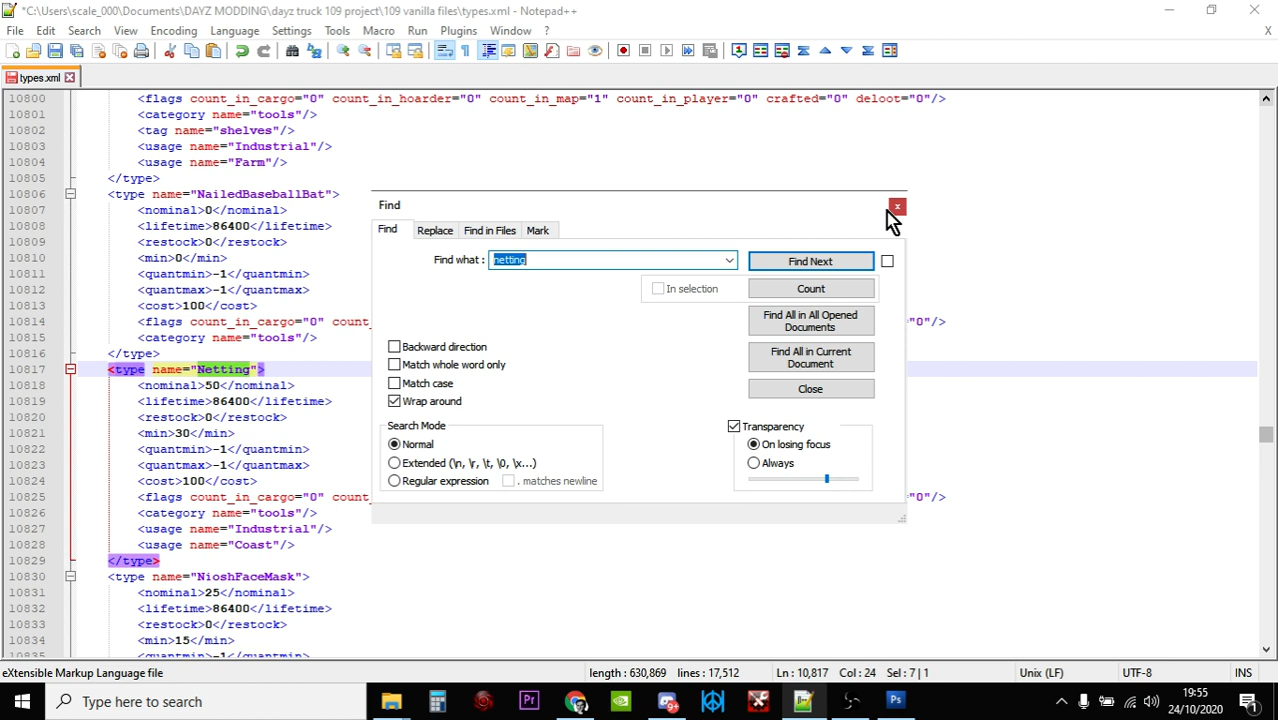 *C:\Users\scale_000\Documents\DAYZ MODDING\dayz truck 109 project\109 vanilla files\types.xml - Notepad++
File Edit Search View Encoding Language Settings Tools Macro Run Plugins Window ? X
types.xml
10800 <flags count_in_cargo="0" count_in_hoarder="0" count_in_map="1" count_in_player="0" crafted="0" deloot="0"/>
10801 <category name="tools"/>
10802 <tag name="shelves"/>
10803 <usage name="Industrial"/>
10804 <usage name="Farm"/>
10805 </type>
10806 <type name="NailedBaseballBat">
10807 <nominal>0</nominal>
10808 <lifetime>86400</lifetime>
10809 <restock>0</restock>
10810 <min>0</min>
10811 <quantmin>-1</quantmin>
10812 <quantmax>-1</quantmax>
10813 <cost>100</cost>
10814 <flags count_in_cargo="0" coun ="0"/>
10815 <category name="tools"/>
10816 </type>
10817 <type name="Netting">
10818 <nominal>50</nominal>
10819 <lifetime>86400</lifetime>
10820 <restock>0</restock>
10821 <min>30</min>
10822 <quantmin>-1</quantmin>
10823 <quantmax>-1</quantmax>
10824 <cost>100</cost>
10825 <flags count_in_cargo="0" coun ="0"/>
10826 <category name="tools"/>
10827 <usage name="Industrial"/>
10828 <usage name="Coast"/>
10829 </type>
10830 <type name="NioshFaceMask">
10831 <nominal>25</nominal>
10832 <lifetime>86400</lifetime>
10833 <restock>0</restock>
10834 <min>15</min>
10835 <quantmin>-1</quantmin>
Find x
Find Replace Find in Files Mark
Find what : netting Find Next
In selection Count
Find All in All Opened
Documents
Find All in Current
Document
Close
Backward direction
Match whole word only
Match case
Wrap around
Search Mode
Normal
Extended (\n, \r, \t, \0, \x...)
Regular expression . matches newline
Transparency
On losing focus
Always
eXtensible Markup Language file length : 630,869 lines : 17,512 Ln : 10,817 Col : 24 Sel : 7 | 1 Unix (LF) UTF-8 INS
Type here to search
Pr
Ps
19:55
24/10/2020
1